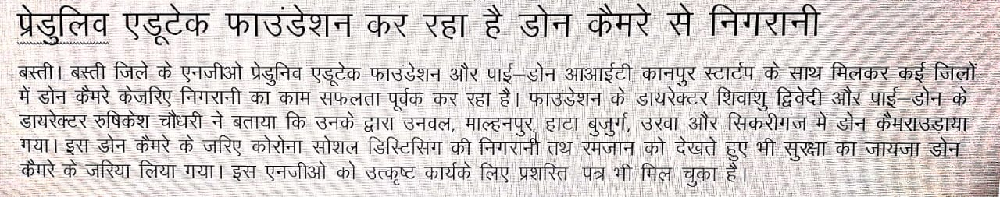 प्रेडुलिव एडूटेक फाउंडेशन कर रहा है डोन कैमरे से निगरानी
बस्ती। बस्ती जिले के एनजीओ प्रेडुनिव एडूटेक फाउंडेशन और पाई–डोन आआईटी कानपुर स्टार्टप के साथ मिलकर कई जिलों
में डोन कैमरे केजरिए निगरानी का काम सफलता पूर्वक कर रहा है। फाउंडेशन के डायरेक्टर शिवांशु द्विवेदी और पाई–डोन के
डायरेक्टर रुषिकेश चौधरी ने बताया कि उनके द्वारा उनवल, माल्हनपुर, हाटा बुजुर्ग, उरवा और सिकरीगंज में डोन कैमराउड़ाया
गया। इस डोन कैमरे के जरिए कोरोना सोशल डिस्टिसिंग की निगरानी तथ रमजान को देखते हुए भी सुरक्षा का जायजा डोन
कैमरे के जरिया लिया गया। इस एनजीओ को उत्कृष्ट कार्यके लिए प्रशस्ति–पत्र भी मिल चुका है।